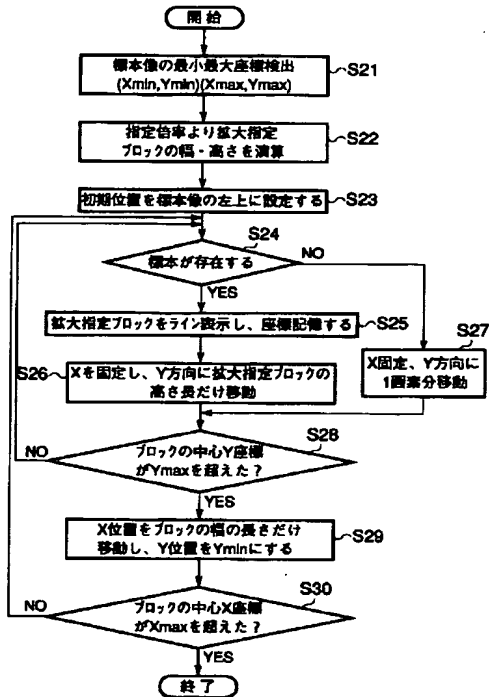 開始
標本像の最小最大座標検出
(Xmin,Ymin)(Xmax,Ymax)
S21
指定倍率より拡大指定
ブロックの幅・高さを演算
S22
初期位置を標本像の左上に設定する
S23
S24
標本が存在する
NO
YES
拡大指定ブロックをライン表示し、座標記憶する
S25
S27
S26
Xを固定し、Y方向に拡大指定ブロックの
高さ長だけ移動
X固定、Y方向に
1画素分移動
S28
ブロックの中心Y座標
がYmaxを超えた？
NO
YES
X位置をブロックの幅の長さだけ
移動し、Y位置をYminにする
S29
S30
ブロックの中心X座標
がXmaxを超えた？
NO
YES
終了